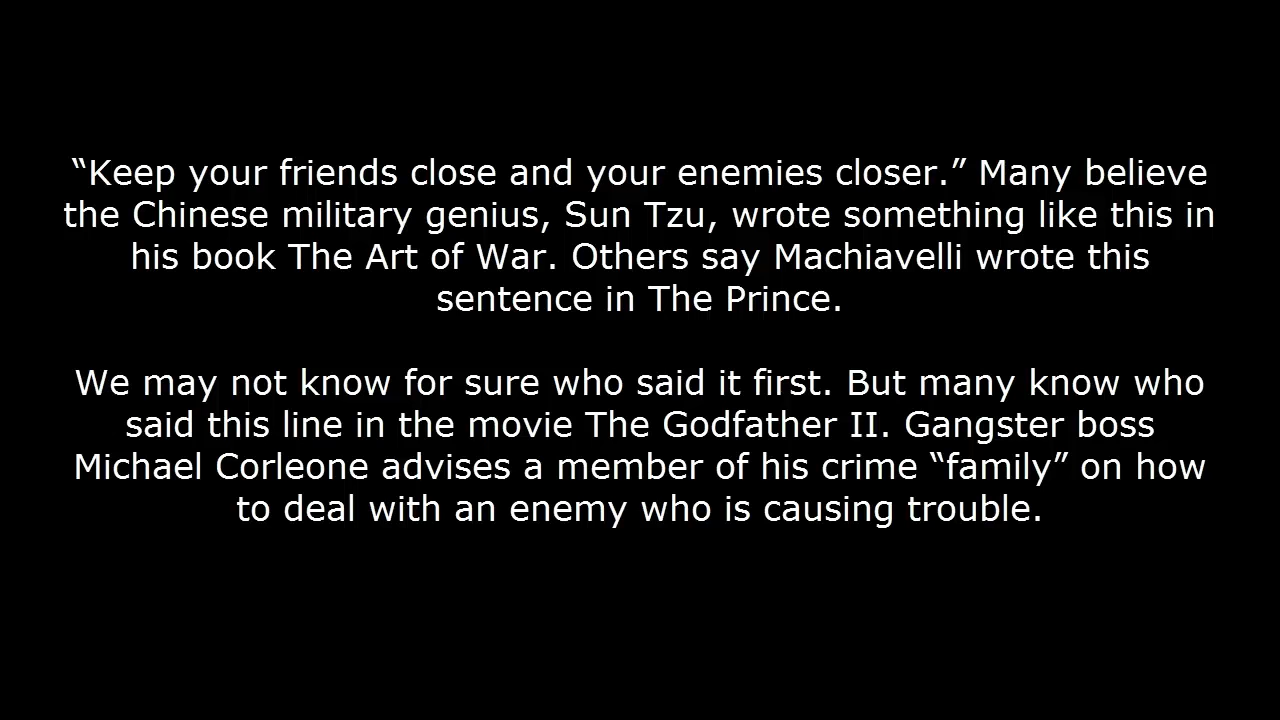 “Keep your friends close and your enemies closer.” Many believe
the Chinese military genius, Sun Tzu, wrote something like this in
his book The Art of War. Others say Machiavelli wrote this
sentence in The Prince.
We may not know for sure who said it first. But many know who
said this line in the movie The Godfather II. Gangster boss
Michael Corleone advises a member of his crime “family” on how
to deal with an enemy who is causing trouble.